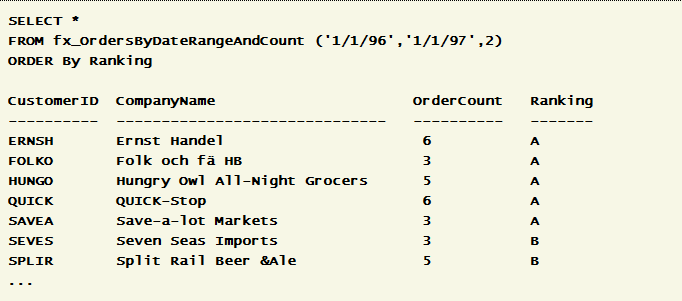 SELECT *
FROM fx_OrdersByDateRangeAndCount ('1/1/96','1/1/97',2)
ORDER By Ranking
CustomerID CompanyName OrderCount Ranking
---------- ------------------------------ ---------- -------
ERNSH Ernst Handel 6 A
FOLKO Folk och fä HB 3 A
HUNGO Hungry Owl All-Night Grocers 5 A
QUICK QUICK-Stop 6 A
SAVEA Save-a-lot Markets 3 A
SEVES Seven Seas Imports 3 B
SPLIR Split Rail Beer &Ale 5 B
...